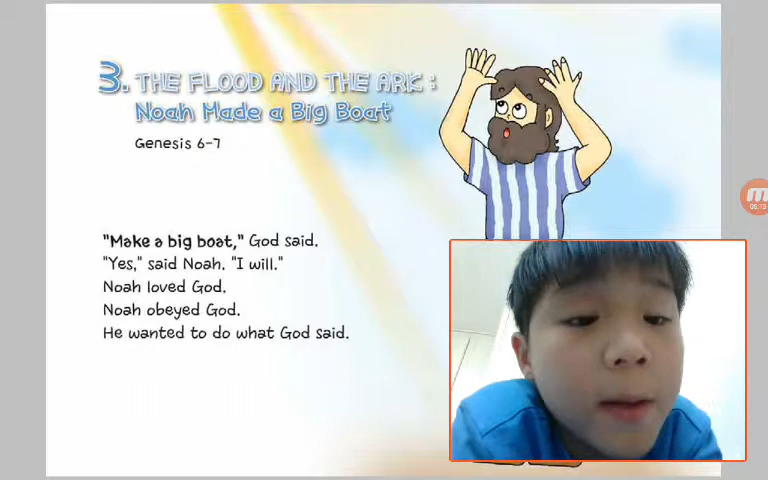 3. THE FLOOD AND THE ARK :
Noah Made a Big Boat
Genesis 6-7
"Make a big boat," God said.
"Yes," said Noah. "I will."
Noah loved God.
Noah obeyed God.
He wanted to do what God said.